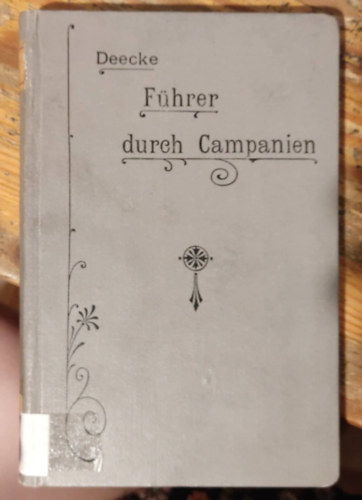 Deecke
Führer
durch Campanien